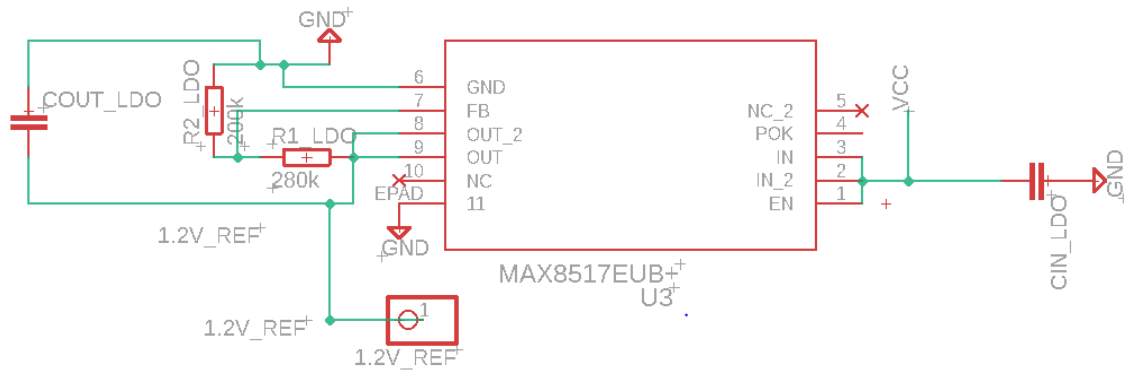 GND
COUT_LDO
R2_LDO
200k
R1_LDO
280k
6
7
8
9
10
EPAD
GND
GND
FB
OUT_2
OUT
NC
11
NC_2
POK
IN
IN_2
EN
5
4
3
2
1
VCC
CIN_LDO
GND
1.2V_REF
MAX8517EUB+
U3
1.2V_REF
1
1.2V_REF